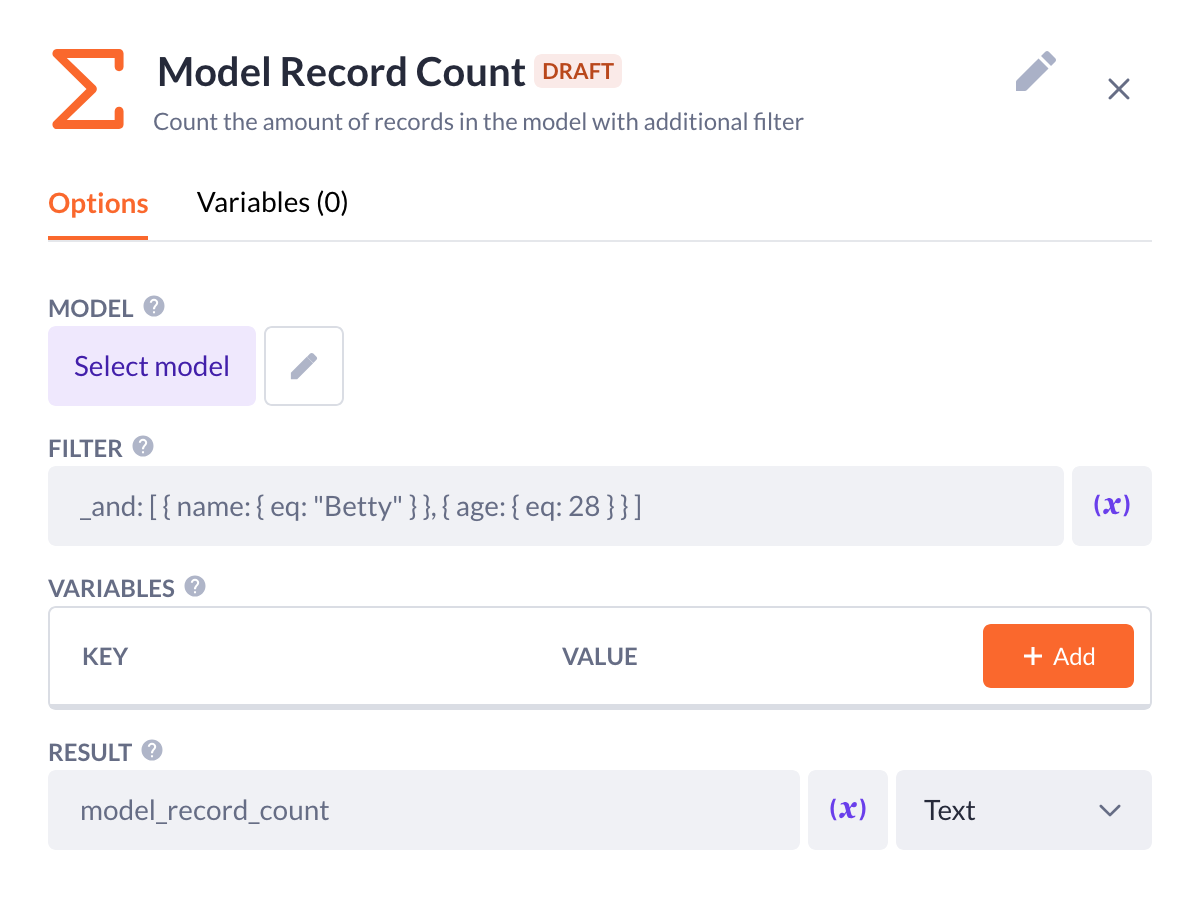 Model Record Count DRAFT
Count the amount of records in the model with additional filter
Options Variables (0)
MODEL ?
Select model
FILTER ?
_and: [ { name: { eq: "Betty" } }, { age: { eq: 28 } } ] (x)
VARIABLES ?
KEY VALUE + Add
RESULT ?
model_record_count (x) Text